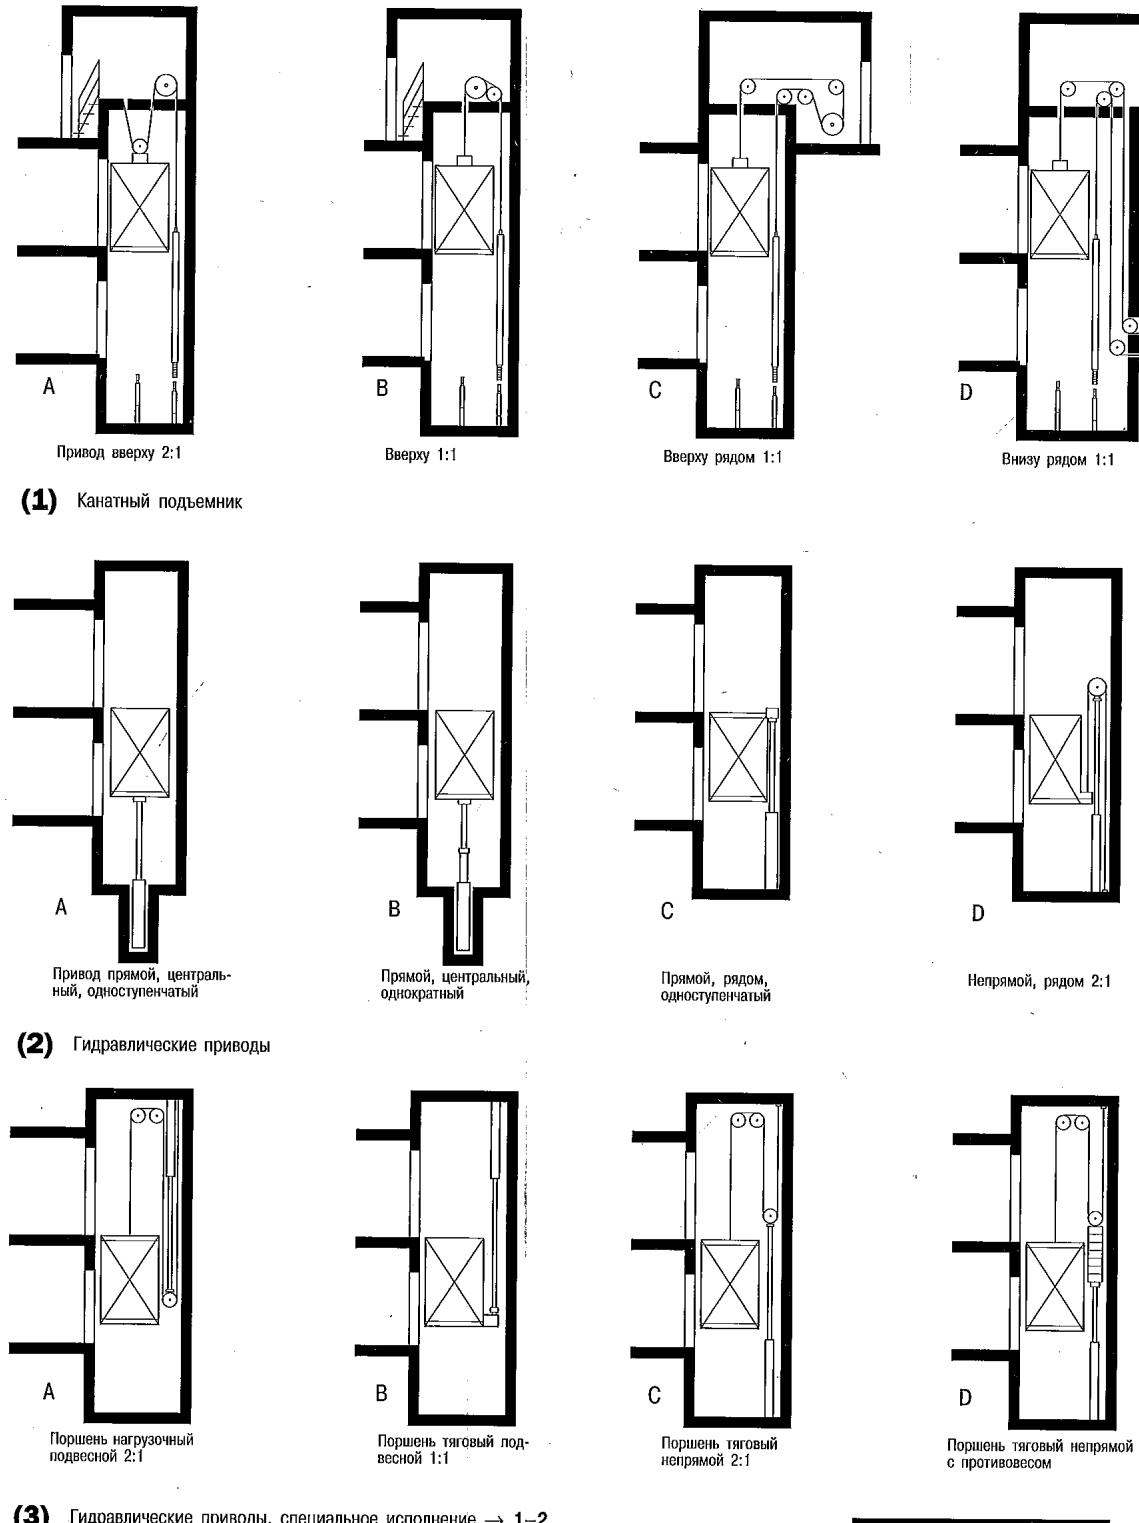 A
B
C
D
Привод вверху 2:1
Вверху 1:1
Вверху рядом 1:1
Внизу рядом 1:1
(1) Канатный подъемник
A
B
C
D
Привод прямой, централь-
ный, одноступенчатый
Прямой, центральный,
однократный
Прямой, рядом,
одноступенчатый
Непрямой, рядом 2:1
(2) Гидравлические приводы
A
B
C
D
Поршень нагрузочный
подвесной 2:1
Поршень тяговый под-
весной 1:1
Поршень тяговый
непрямой 2:1
Поршень тяговый непрямой
с противовесом
(3) Гидравлические приводы, специальное исполнение → 1–2